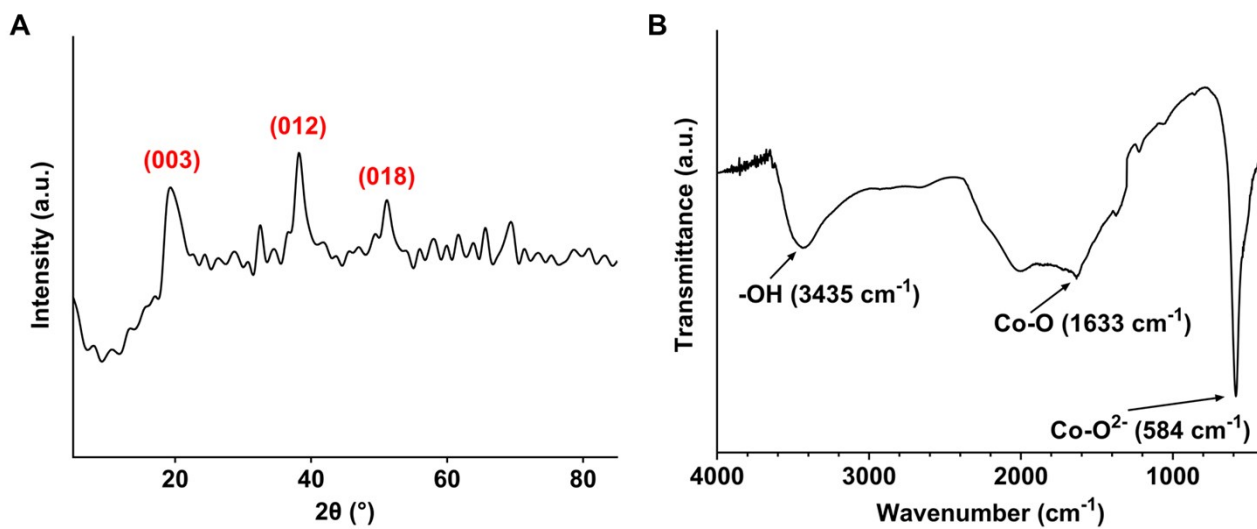 A
B
(003)
(012)
(018)
Intensity (a.u.)
20
40
60
80
2θ (°)
Transmittance (a.u.)
-OH (3435 cm⁻¹)
Co-O (1633 cm⁻¹)
Co-O²⁻ (584 cm⁻¹)
4000
3000
2000
1000
Wavenumber (cm⁻¹)